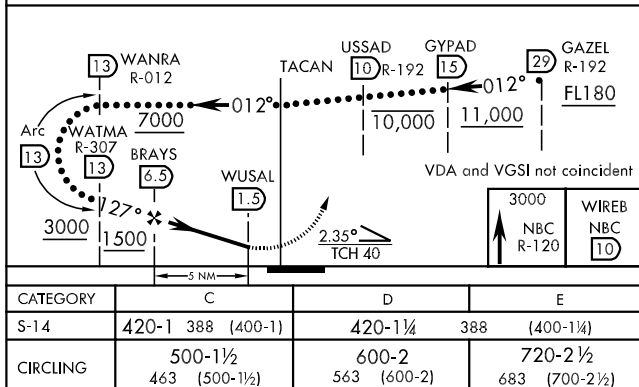 13 WANRA
R-012
TACAN
USSAD
10 R-192
GYPAD
15
29 GAZEL
R-192
FL180
012°
012°
7000
10,000
11,000
Arc
13
WATMA
R-307
13
BRAYS
6.5
WUSAL
1.5
VDA and VGSI not coincident
127°
3000
1500
2.35°
TCH 40
3000
NBC
R-120
WIREB
NBC
10
5 NM
CATEGORY C D E
S-14 420-1 388 (400-1) 420-1¼ 388 (400-1¼)
CIRCLING 500-1½ 600-2 720-2½
463 (500-1½) 563 (600-2) 683 (700-2½)